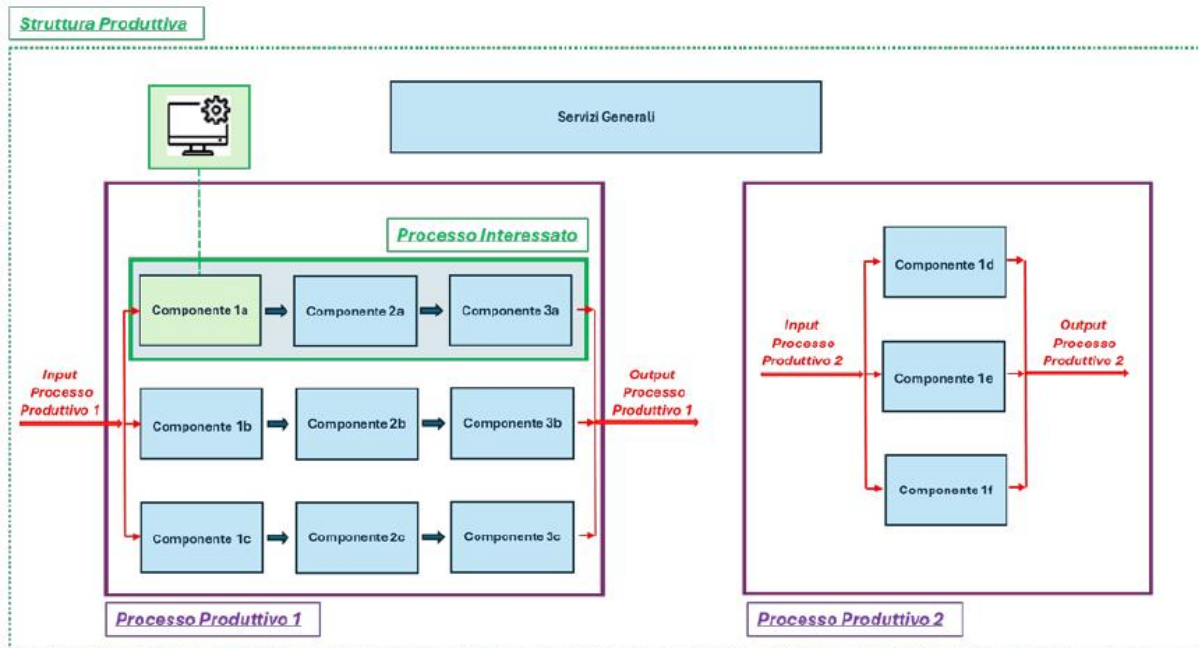 Struttura Produttiva
Servizi Generali
Processo Interessato
Componente 1a
Componente 2a
Componente 3a
Input
Processo
Produttivo 1
Output
Processo
Produttivo 1
Componente 1b
Componente 2b
Componente 3b
Componente 1c
Componente 2c
Componente 3c
Processo Produttivo 1
Componente 1d
Input
Processo
Produttivo 2
Output
Processo
Produttivo 2
Componente 1e
Componente 1f
Processo Produttivo 2